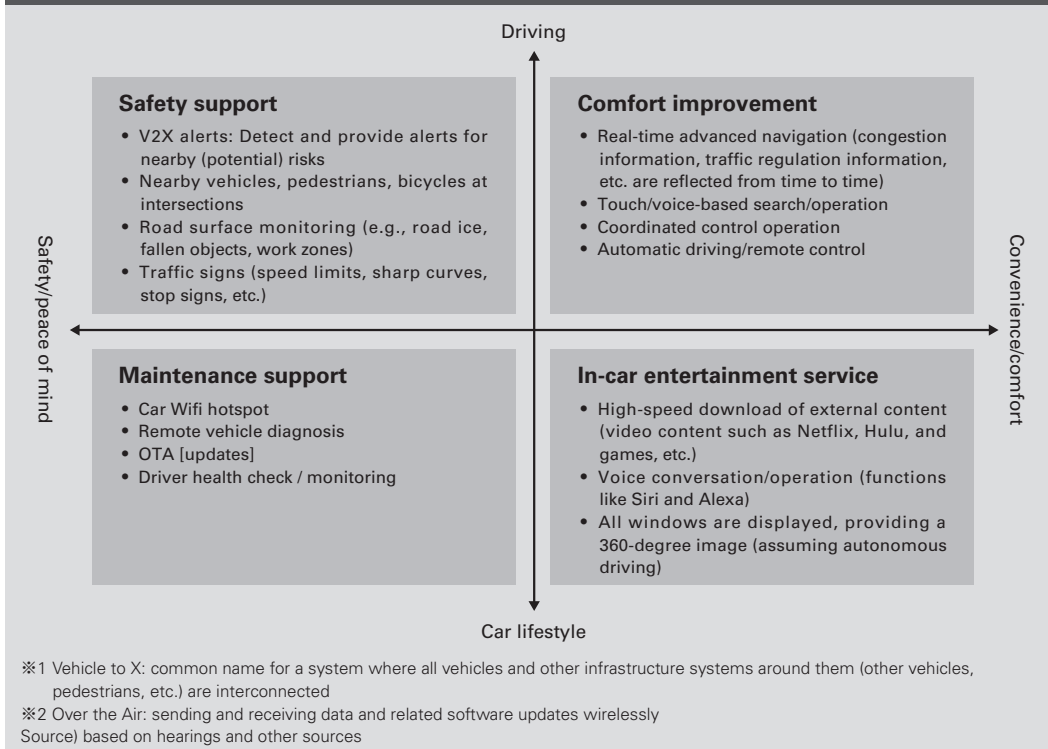 Driving
Safety support
• V2X alerts: Detect and provide alerts for
nearby (potential) risks
• Nearby vehicles, pedestrians, bicycles at
intersections
• Road surface monitoring (e.g., road ice,
fallen objects, work zones)
• Traffic signs (speed limits, sharp curves,
stop signs, etc.)
Comfort improvement
• Real-time advanced navigation (congestion
information, traffic regulation information,
etc. are reflected from time to time)
• Touch/voice-based search/operation
• Coordinated control operation
• Automatic driving/remote control
Safety/peace of mind
Convenience/comfort
Maintenance support
• Car Wifi hotspot
• Remote vehicle diagnosis
• OTA [updates]
• Driver health check / monitoring
In-car entertainment service
• High-speed download of external content
(video content such as Netflix, Hulu, and
games, etc.)
• Voice conversation/operation (functions
like Siri and Alexa)
• All windows are displayed, providing a
360-degree image (assuming autonomous
driving)
Car lifestyle
※1 Vehicle to X: common name for a system where all vehicles and other infrastructure systems around them (other vehicles,
pedestrians, etc.) are interconnected
※2 Over the Air: sending and receiving data and related software updates wirelessly
Source) based on hearings and other sources